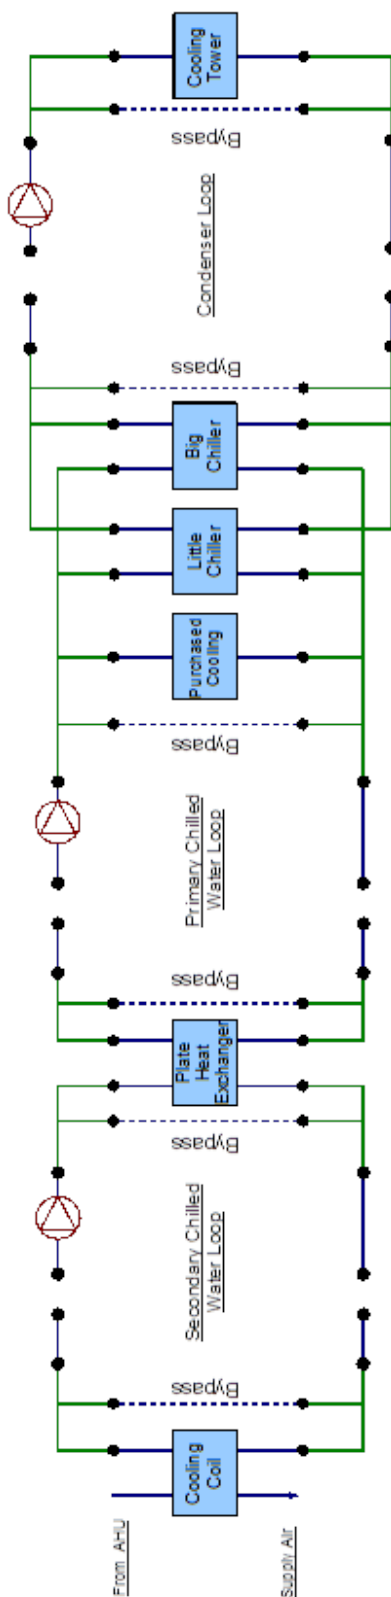 From AHU
Supply Air
Cooling
Coil
Bypass
Secondary Chilled
Water Loop
Bypass
Plate
Heat
Exchanger
Bypass
Primary Chilled
Water Loop
Bypass
Purchased
Cooling
Little
Chiller
Big
Chiller
Bypass
Condenser Loop
Bypass
Cooling
Tower